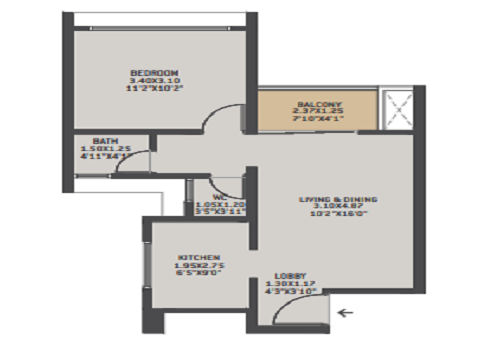 BEDROOM
3.40X3.10
11'2"X10'2"
BALCONY
2.37X1.25
7'10"X4'1"
BATH
1.50X1.25
4'11"X4'1"
WC
1.05X1.20
3'5"X3'11"
LIVING & DINING
3.10X4.87
10'2"X16'0"
KITCHEN
1.95X2.75
6'5"X9'0"
LOBBY
1.30X1.17
4'3"X3'10"